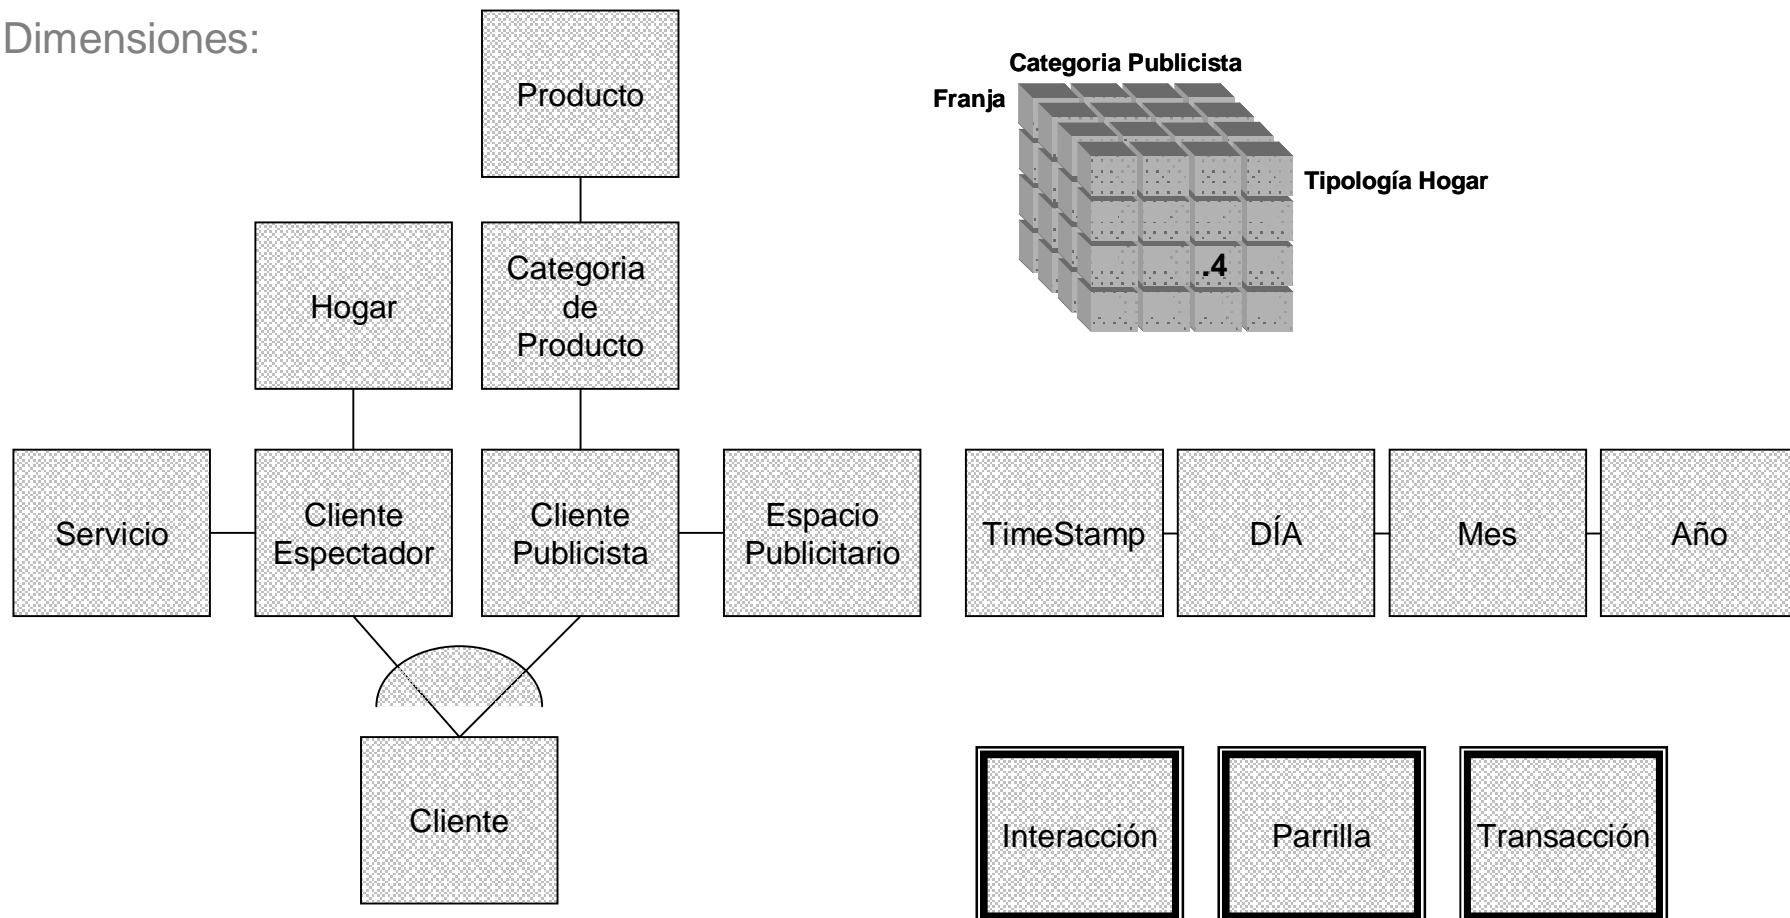 Dimensiones:
Producto
Categoria Publicista
Franja
Tipología Hogar
.4
Hogar
Categoria
de
Producto
Servicio
Cliente
Espectador
Cliente
Publicista
Espacio
Publicitario
TimeStamp
DÍA
Mes
Año
Cliente
Interacción
Parrilla
Transacción